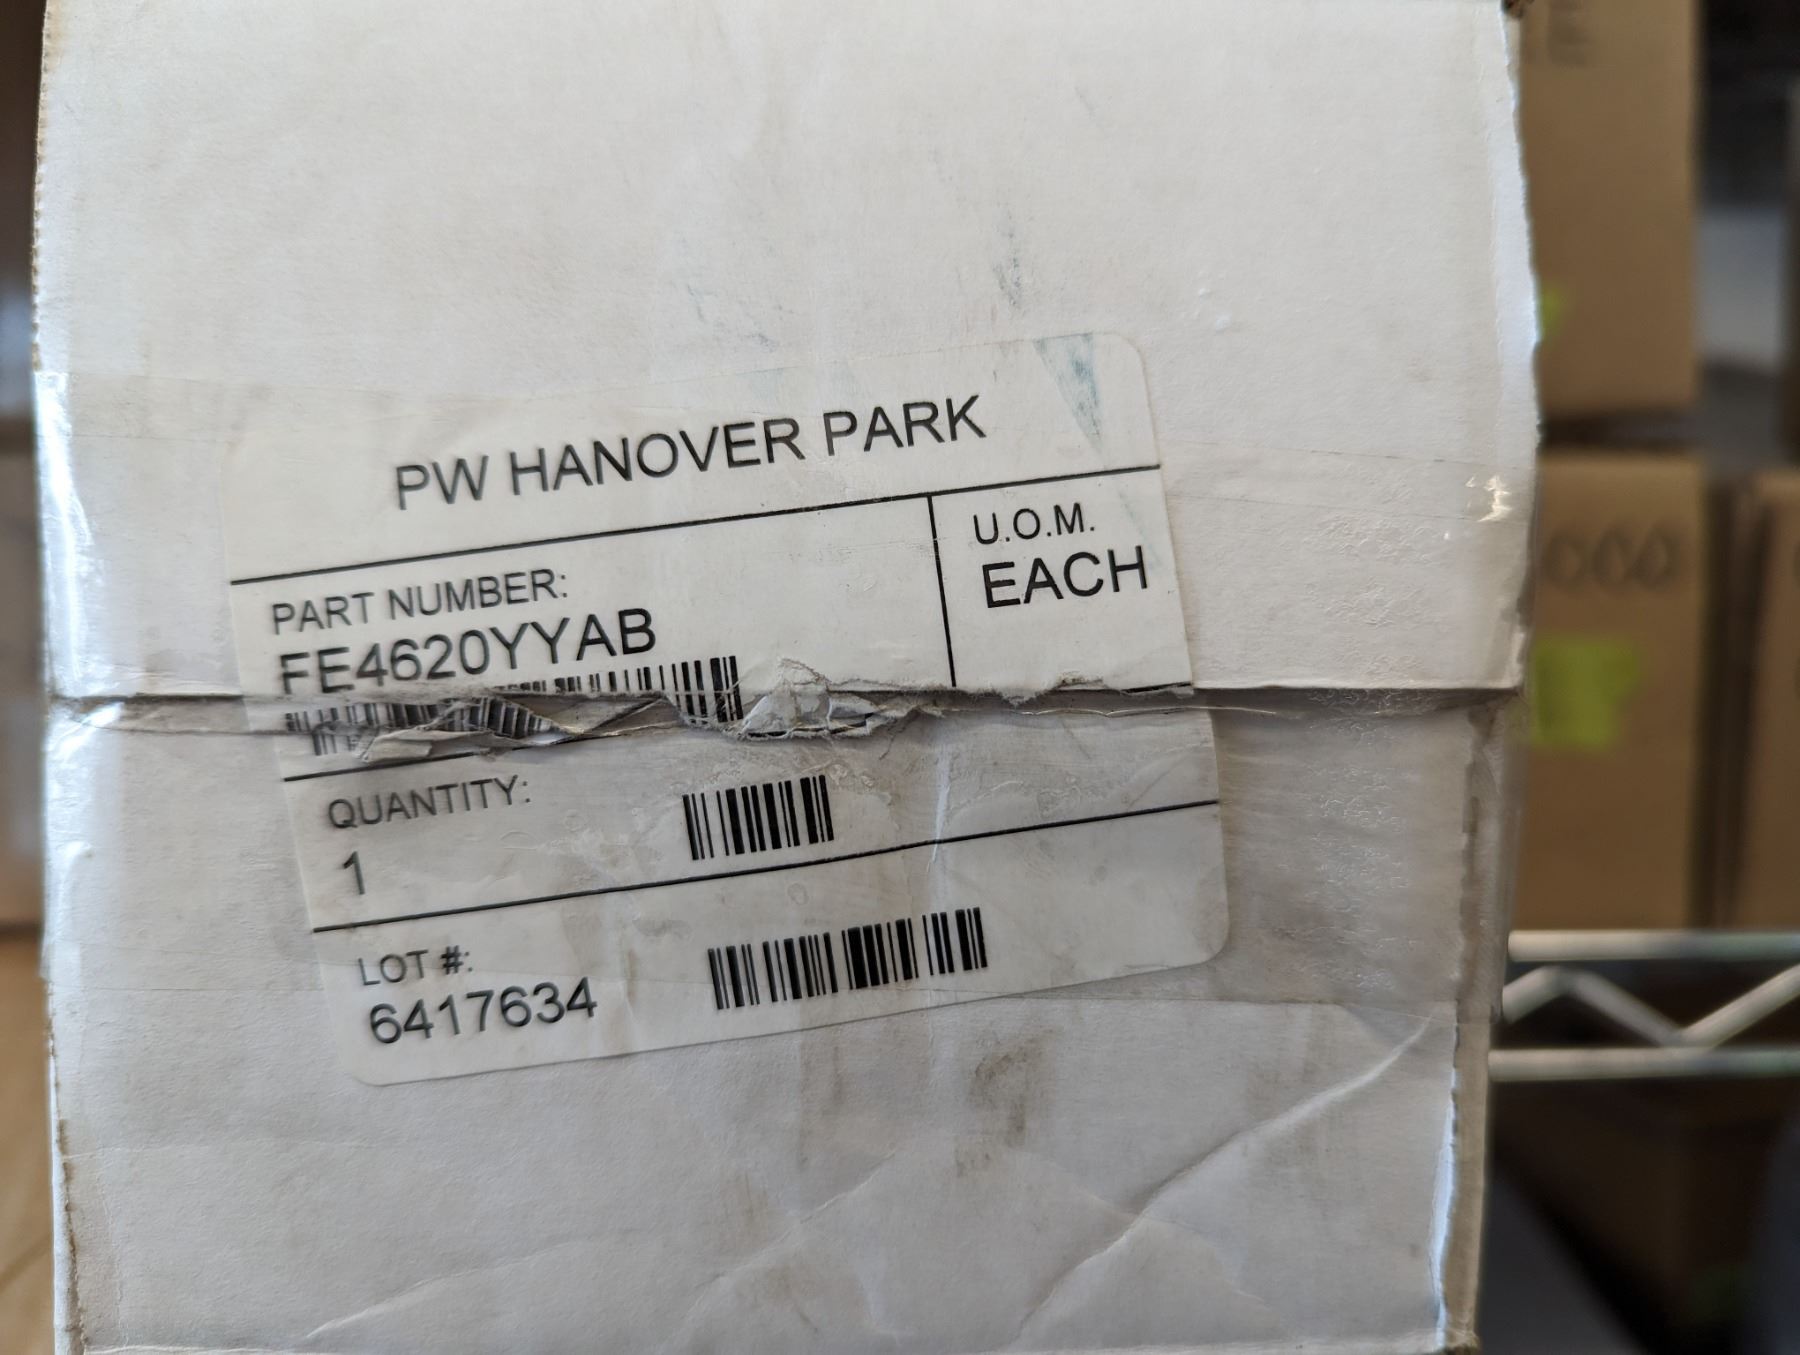 PW HANOVER PARK
PART NUMBER:
FE4620YYAB
U.O.M.
EACH
QUANTITY:
1
LOT #:
6417634